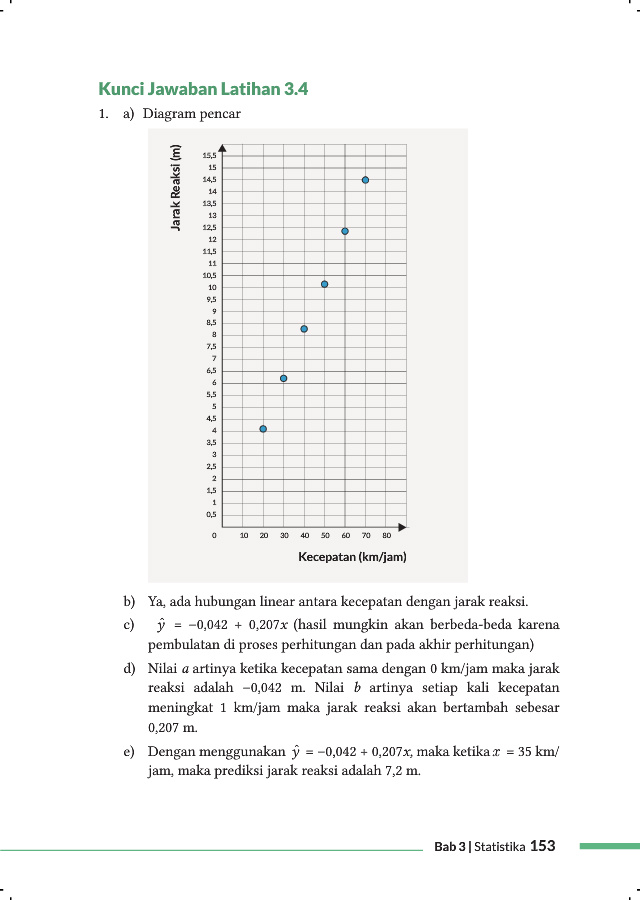 Kunci Jawaban Latihan 3.4
1. a) Diagram pencar
Jarak Reaksi (m)
15,5
15
14,5
14
13,5
13
12,5
12
11,5
11
10,5
10
9,5
9
8,5
8
7,5
7
6,5
6
5,5
5
4,5
4
3,5
3
2,5
2
1,5
1
0,5
0 10 20 30 40 50 60 70 80
Kecepatan (km/jam)
b) Ya, ada hubungan linear antara kecepatan dengan jarak reaksi.
c) ŷ = −0,042 + 0,207x (hasil mungkin akan berbeda-beda karena
pembulatan di proses perhitungan dan pada akhir perhitungan)
d) Nilai a artinya ketika kecepatan sama dengan 0 km/jam maka jarak
reaksi adalah −0,042 m. Nilai b artinya setiap kali kecepatan
meningkat 1 km/jam maka jarak reaksi akan bertambah sebesar
0,207 m.
e) Dengan menggunakan ŷ = −0,042 + 0,207x, maka ketika x = 35 km/
jam, maka prediksi jarak reaksi adalah 7,2 m.
Bab 3 | Statistika 153